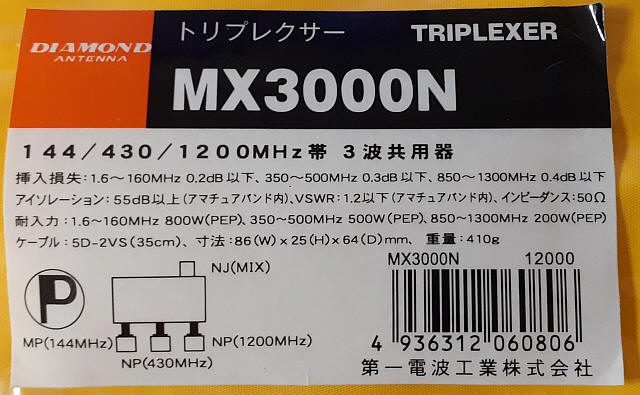 DIAMOND
ANTENNA
トリプレクサー TRIPLEXER
MX3000N
144/430/1200MHz帯 3波共用器
挿入損失:1.6〜160MHz 0.2dB以下、350〜500MHz 0.3dB以下、850〜1300MHz 0.4dB以下
アイソレーション:55dB以上(アマチュアバンド内)、VSWR:1.2以下(アマチュアバンド内)、インピーダンス:50Ω
耐入力:1.6〜160MHz 800W(PEP)、350〜500MHz 500W(PEP)、850〜1300MHz 200W(PEP)
ケーブル:5D-2VS(35cm)、寸法:86(W)x25(H)x64(D)mm、重量:410g
P
NJ(MIX)
MP(144MHz)
NP(1200MHz)
NP(430MHz)
MX3000N 12000
4 936312 060806
第一電波工業株式会社